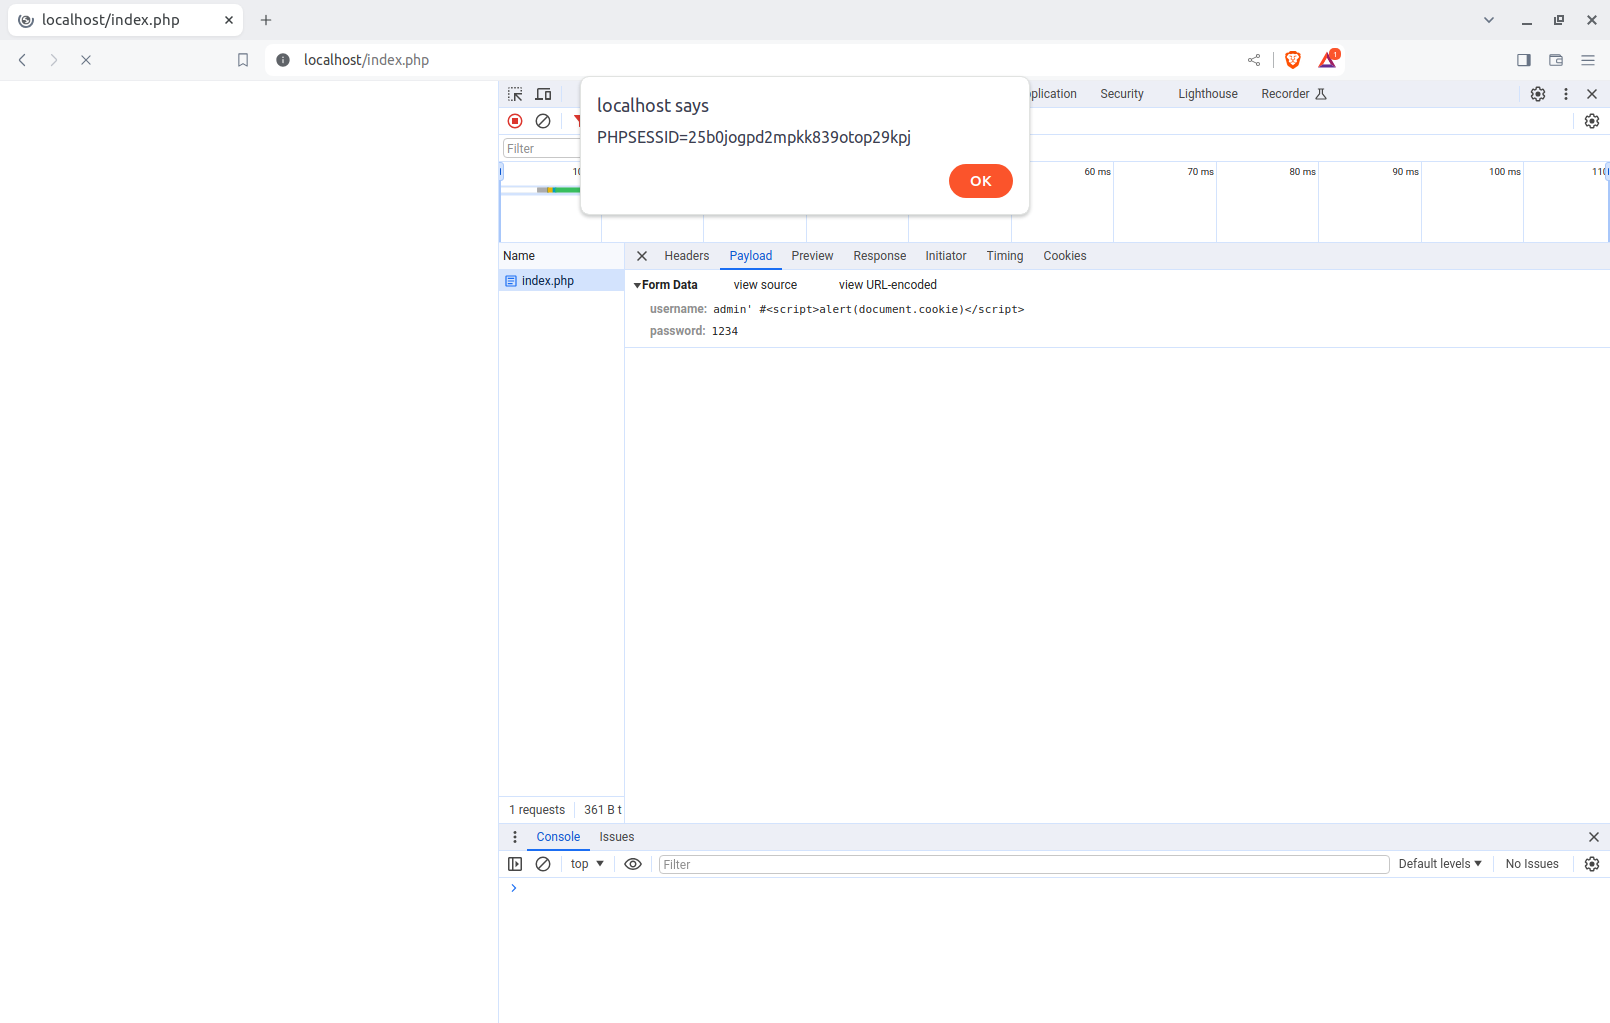 localhost/index.php
localhost/index.php
1
localhost says
PHPSESSID=25b0jogpd2mpkk839otop29kpj
OK
plication Security Lighthouse Recorder
Filter
10 60 ms 70 ms 80 ms 90 ms 100 ms 110
Name
Headers Payload Preview Response Initiator Timing Cookies
index.php
Form Data view source view URL-encoded
username: admin' #<script>alert(document.cookie)</script>
password: 1234
1 requests 361 B t
Console Issues
top Filter Default levels No Issues